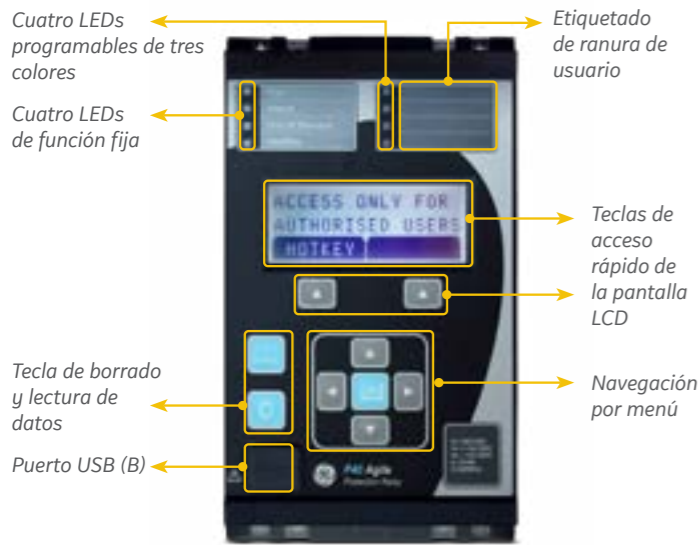 Cuatro LEDs
programables de tres
colores
Cuatro LEDs
de función fija
Etiquetado
de ranura de
usuario
ACCESS ONLY FOR
AUTHORISED USERS
HOTKEY
Teclas de
acceso
rápido de
la pantalla
LCD
Tecla de borrado
y lectura de
datos
Navegación
por menú
Puerto USB (B)
P40 Agile
Protection Relay